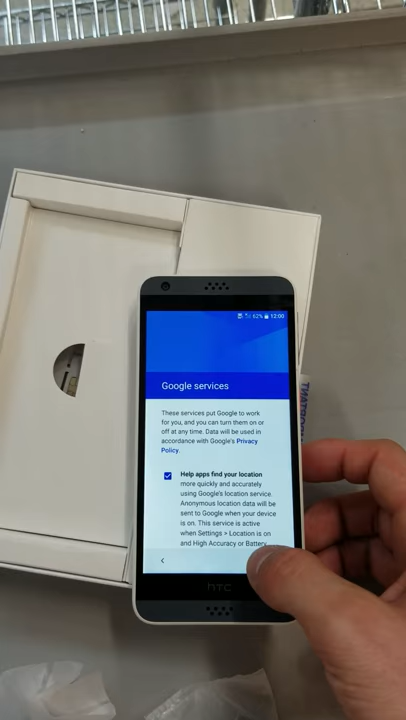 62% 12:00
Google services
These services put Google to work
for you, and you can turn them on or
off at any time. Data will be used in
accordance with Google's Privacy
Policy.
Help apps find your location
more quickly and accurately
using Google's location service.
Anonymous location data will be
sent to Google when your device
is on. This service is active
when Settings > Location is on
and High Accuracy or Battery
hTC